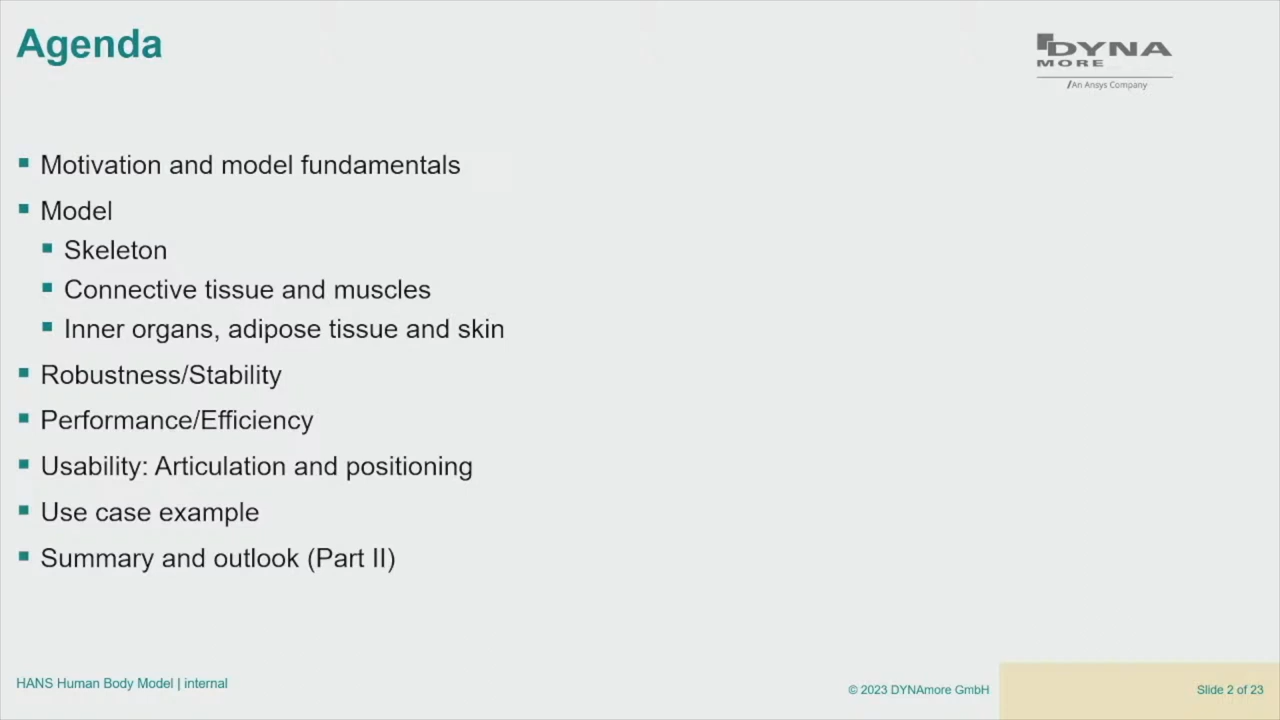 Agenda
DYNA
MORE
/An Ansys Company
Motivation and model fundamentals
Model
Skeleton
Connective tissue and muscles
Inner organs, adipose tissue and skin
Robustness/Stability
Performance/Efficiency
Usability: Articulation and positioning
Use case example
Summary and outlook (Part II)
HANS Human Body Model | internal
© 2023 DYNAmore GmbH
Slide 2 of 23